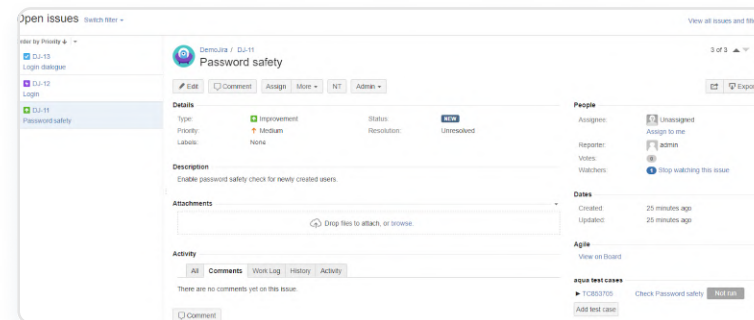 Open issues Switch filter
View all issues and
Order by Priority
DJ-13
Login dialogue
DJ-12
Login
DJ-11
Password safety
DemoJira / DJ-11
Password safety
3 of 3
Edit Comment Assign More NT Admin
Expor
Details
Type: Improvement Status NEW
Priority: Medium Resolution: Unresolved
Labels: None
Description
Enable password safety check for newly created users.
Attachments
Drop files to attach, or browse.
Activity
All Comments Work Log History Activity
There are no comments yet on this issue.
Comment
People
Assignee: Unassigned
Assign to me
Reporter: admin
Votes: 0
Watchers: 1 Stop watching this issue
Dates
Created: 25 minutes ago
Updated: 25 minutes ago
Agile
View on Board
aqua test cases
TC863705 Check Password safety Not run
Add test case